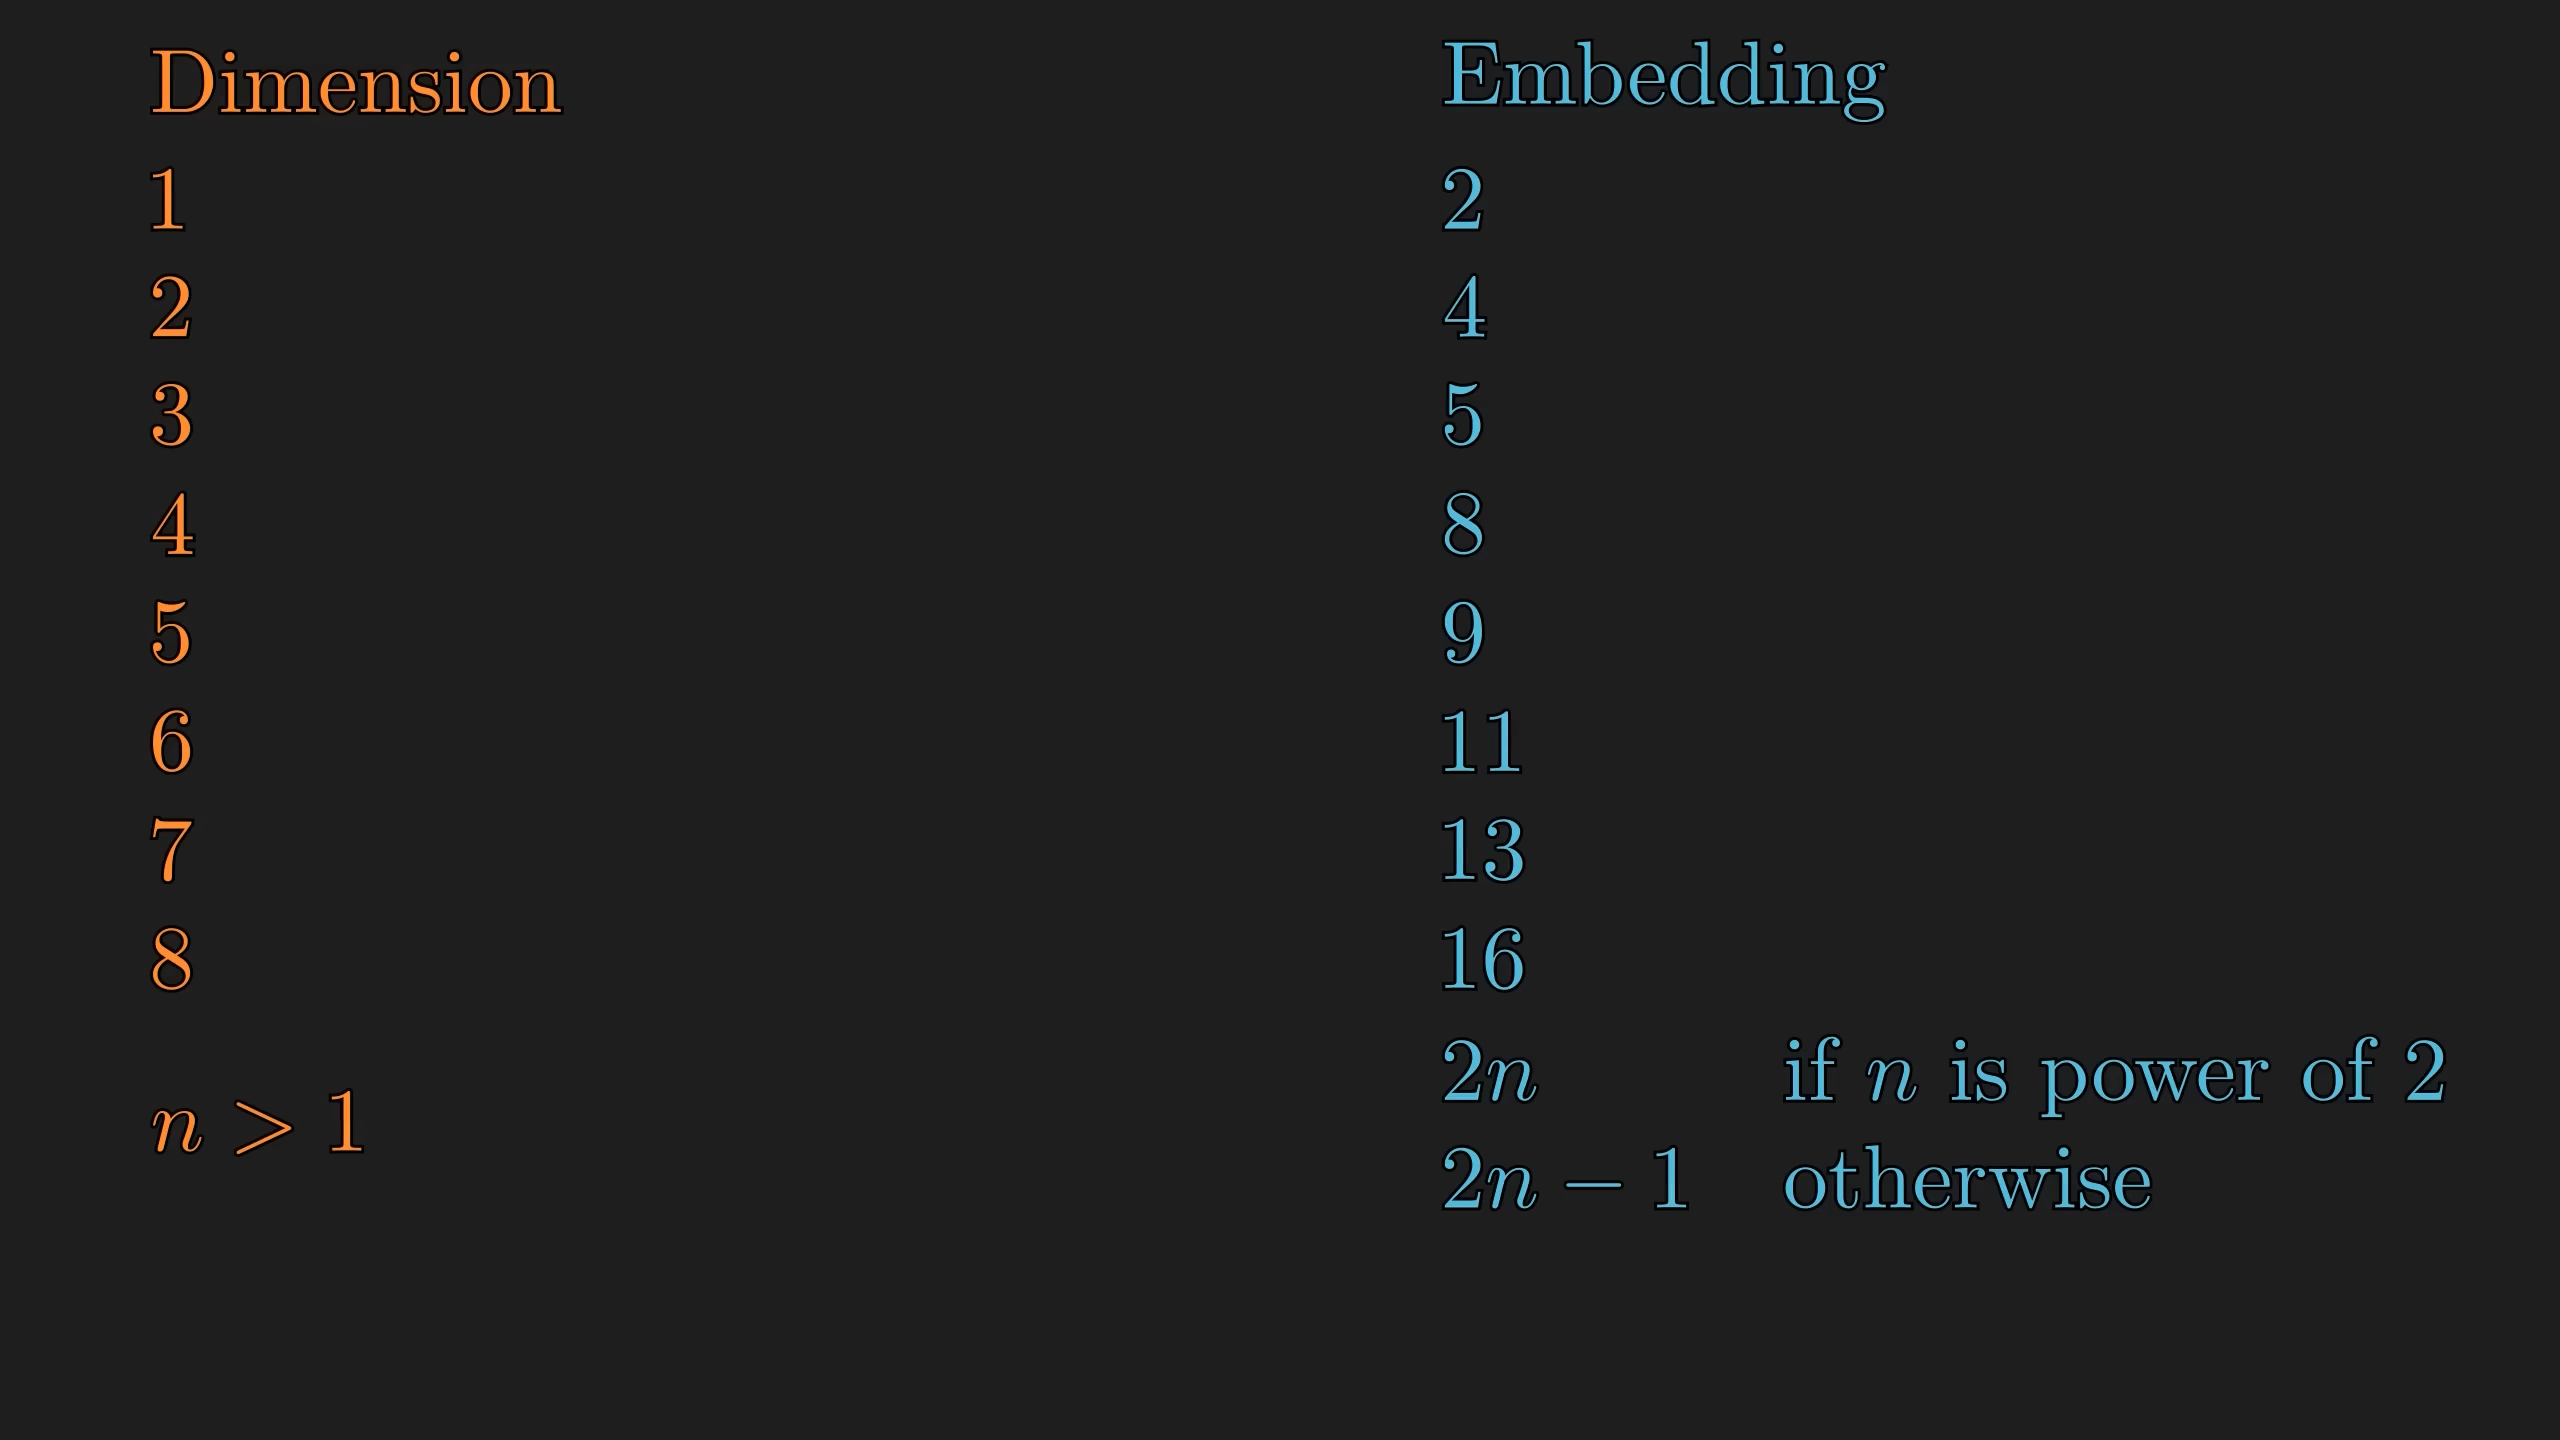 Dimension Embedding
1 2
2 4
3 5
4 8
5 9
6 11
7 13
8 16
n > 1
2n if n is power of 2
2n − 1 otherwise